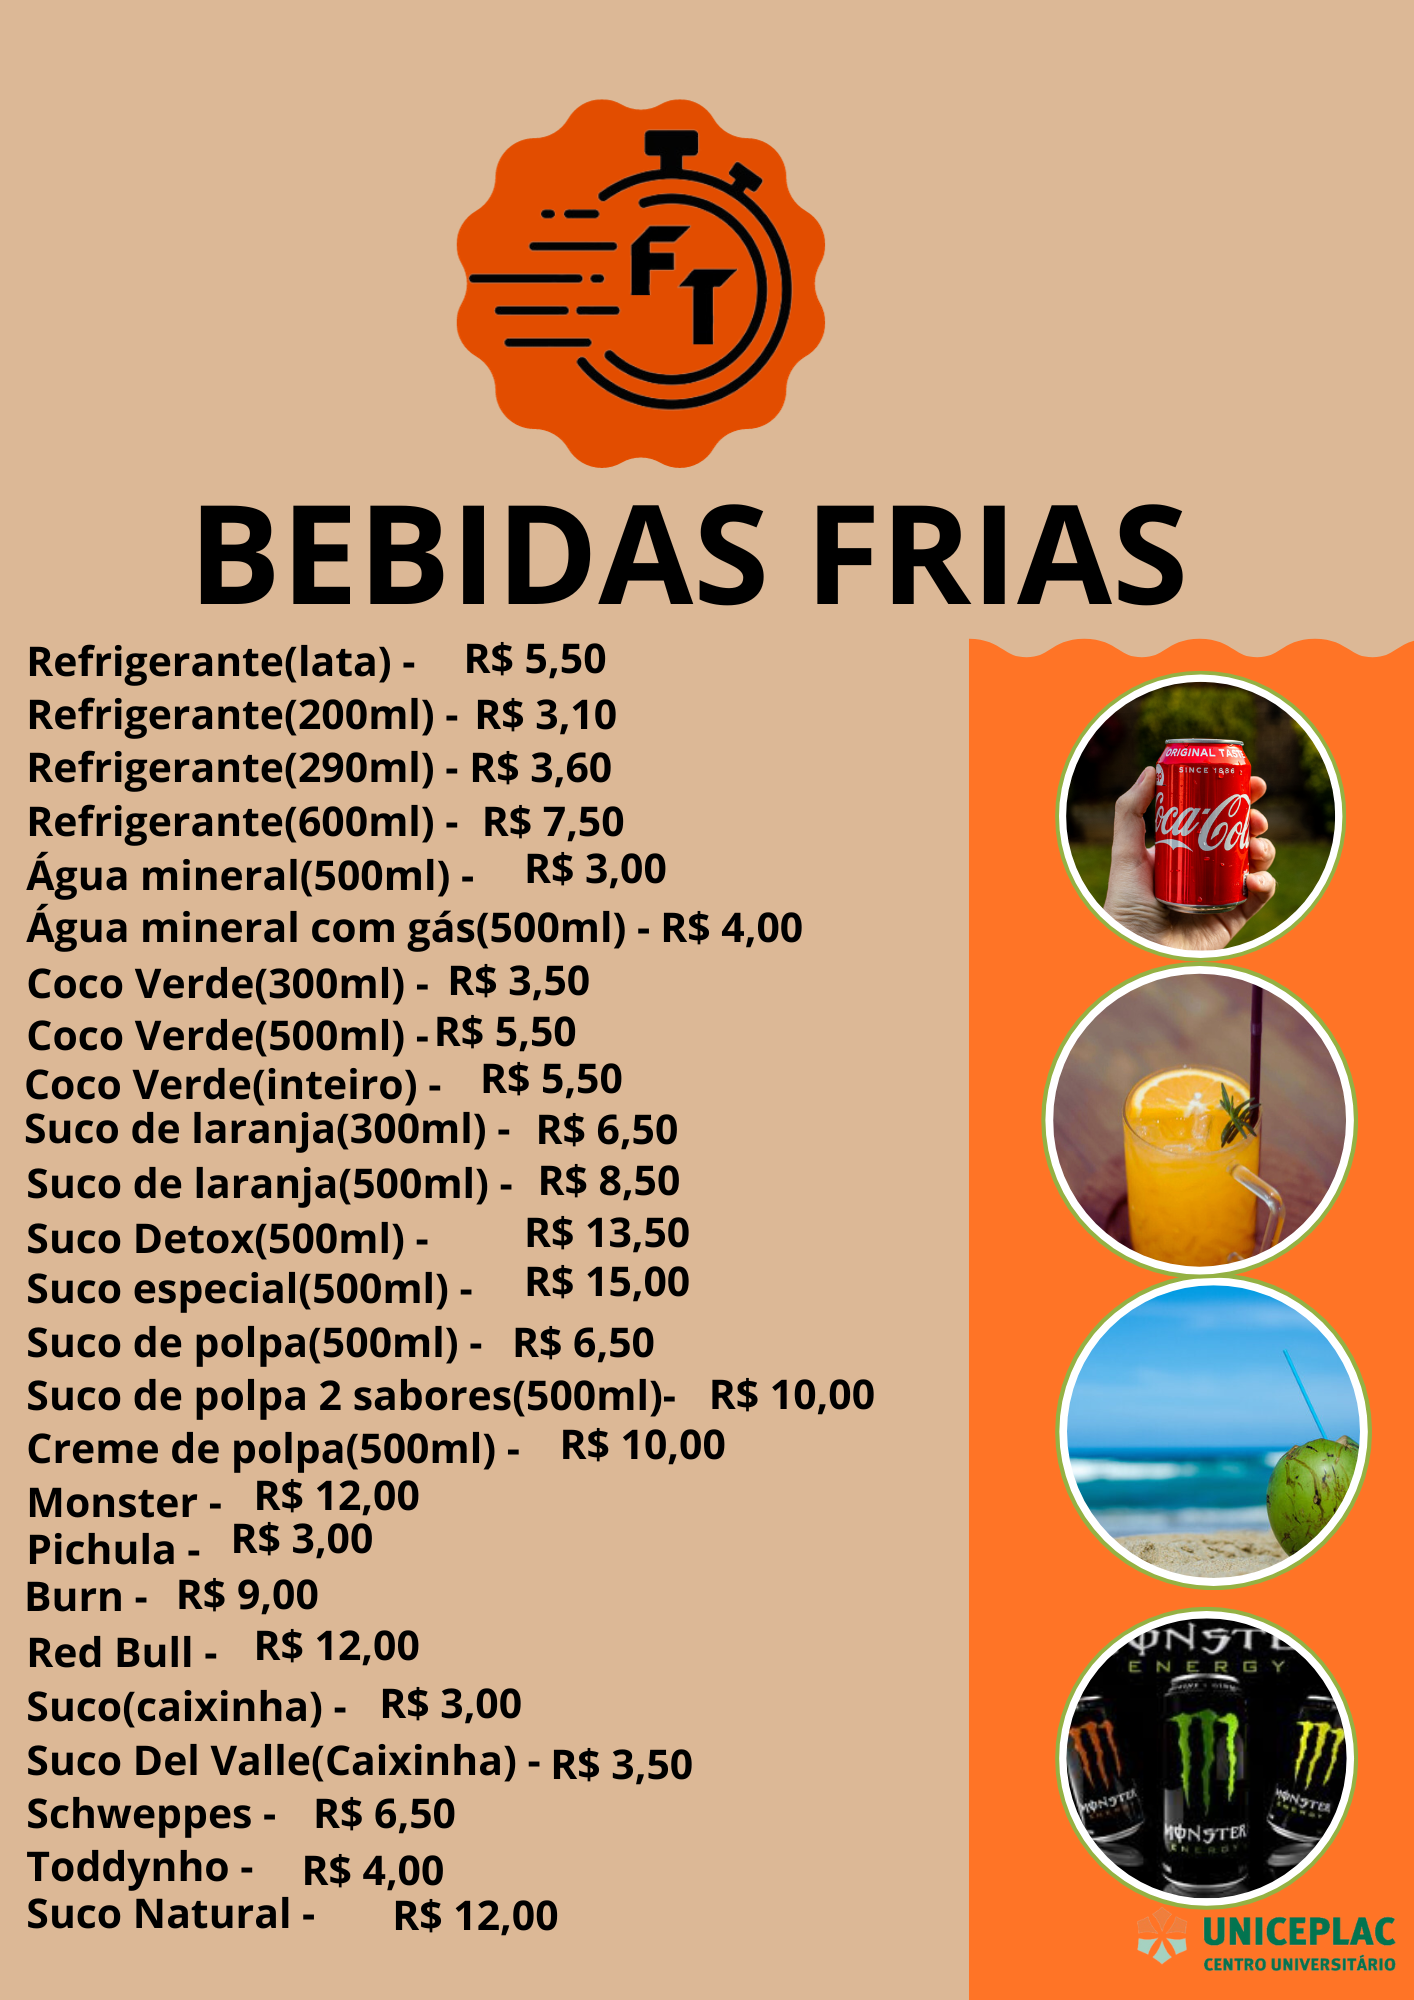 FT
BEBIDAS FRIAS
Refrigerante(lata) - R$ 5,50
Refrigerante(200ml) - R$ 3,10
Refrigerante(290ml) - R$ 3,60
Refrigerante(600ml) - R$ 7,50
Água mineral(500ml) - R$ 3,00
Água mineral com gás(500ml) - R$ 4,00
Coco Verde(300ml) - R$ 3,50
Coco Verde(500ml) - R$ 5,50
Coco Verde(inteiro) - R$ 5,50
Suco de laranja(300ml) - R$ 6,50
Suco de laranja(500ml) - R$ 8,50
Suco Detox(500ml) - R$ 13,50
Suco especial(500ml) - R$ 15,00
Suco de polpa(500ml) - R$ 6,50
Suco de polpa 2 sabores(500ml)- R$ 10,00
Creme de polpa(500ml) - R$ 10,00
Monster - R$ 12,00
Pichula - R$ 3,00
Burn - R$ 9,00
Red Bull - R$ 12,00
Suco(caixinha) - R$ 3,00
Suco Del Valle(Caixinha) - R$ 3,50
Schweppes - R$ 6,50
Toddynho - R$ 4,00
Suco Natural - R$ 12,00
ORIGINAL TASTE
SINCE 1886
Coca-Cola
MONSTE
ENERGY
MONSTER
ENERGY
MONSTER
ENERGY
MONSTER
ENERGY
UNICEPLAC
CENTRO UNIVERSITÁRIO